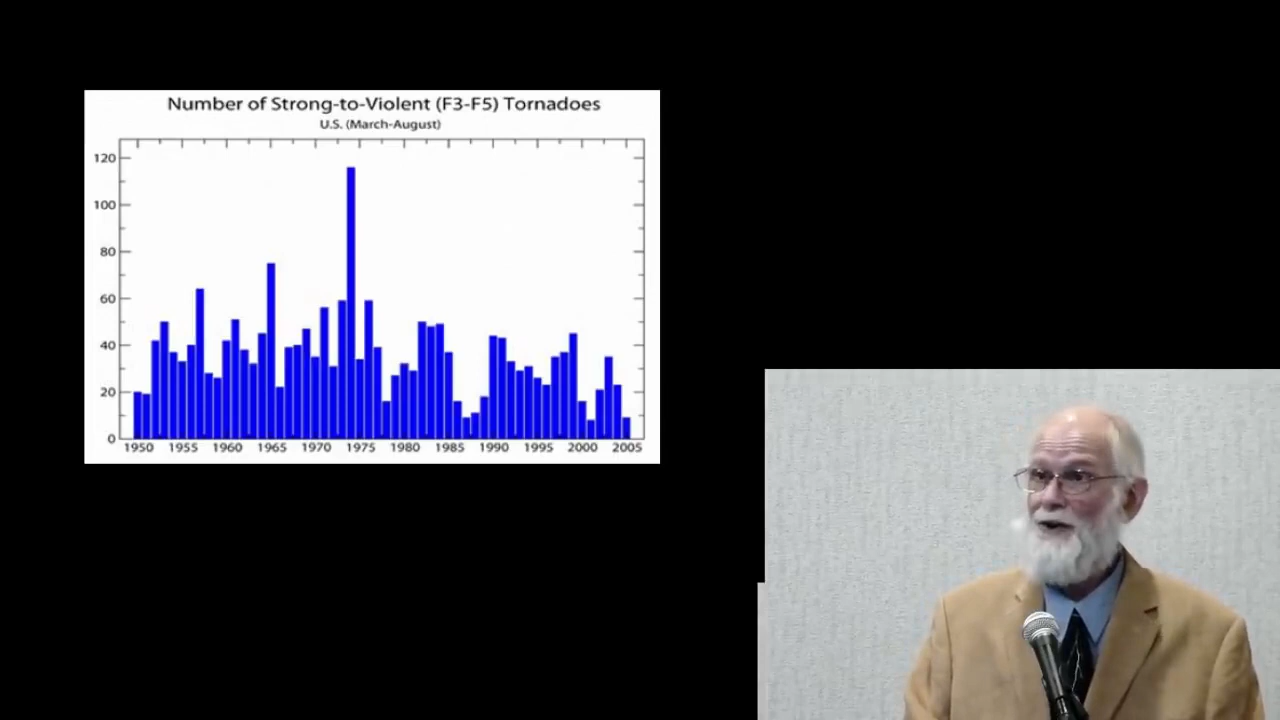 Number of Strong-to-Violent (F3-F5) Tornadoes
U.S. (March-August)
120
100
80
60
40
20
0
1950 1955 1960 1965 1970 1975 1980 1985 1990 1995 2000 2005